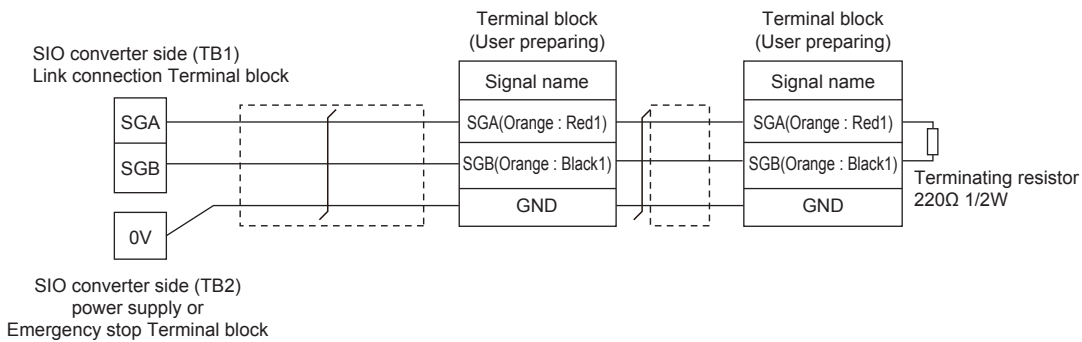 SIO converter side (TB1)
Link connection Terminal block
SGA
SGB
0V
SIO converter side (TB2)
power supply or
Emergency stop Terminal block
Terminal block
(User preparing)
Signal name
SGA(Orange : Red1)
SGB(Orange : Black1)
GND
Terminal block
(User preparing)
Signal name
SGA(Orange : Red1)
SGB(Orange : Black1)
GND
Terminating resistor
220Ω 1/2W